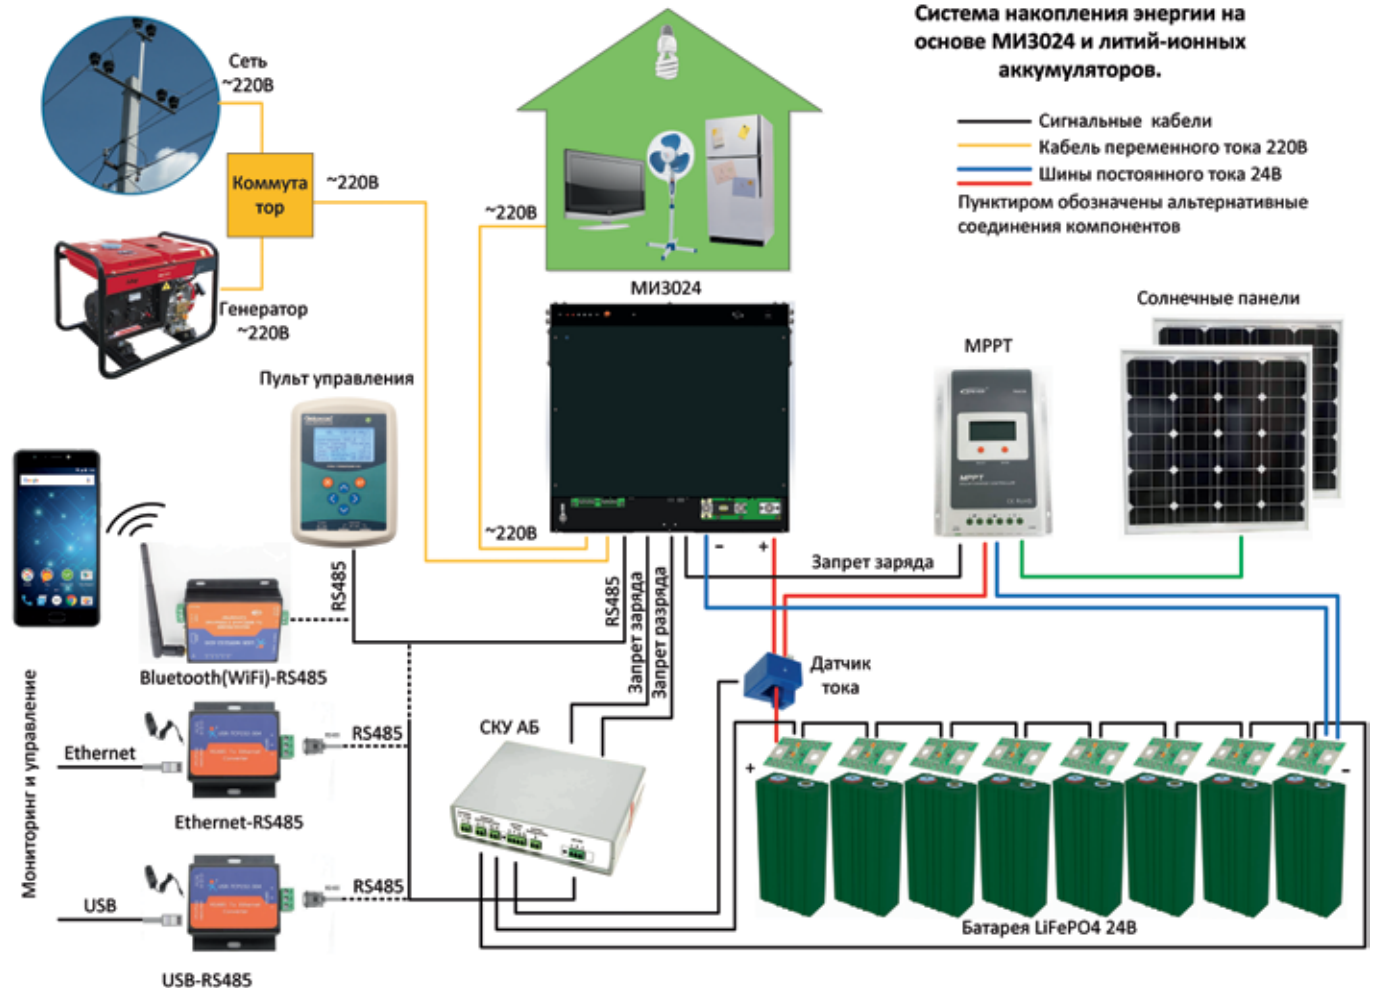 Система накопления энергии на
основе МИ3024 и литий-ионных
аккумуляторов.
Сигнальные кабели
Кабель переменного тока 220В
Шины постоянного тока 24В
Пунктиром обозначены альтернативные
соединения компонентов
Сеть
~220В
Коммута
тор
~220В
Генератор
~220В
~220В
МИ3024
Солнечные панели
MPPT
Пульт управления
MPPT
~220В
–
+
Запрет заряда
RS485
RS485
Запрет заряда
Запрет разряда
Датчик
тока
Bluetooth(WiFi)-RS485
Мониторинг и управление
Ethernet
RS485
Ethernet-RS485
СКУ АБ
+
–
USB
RS485
USB-RS485
Батарея LiFePO4 24В